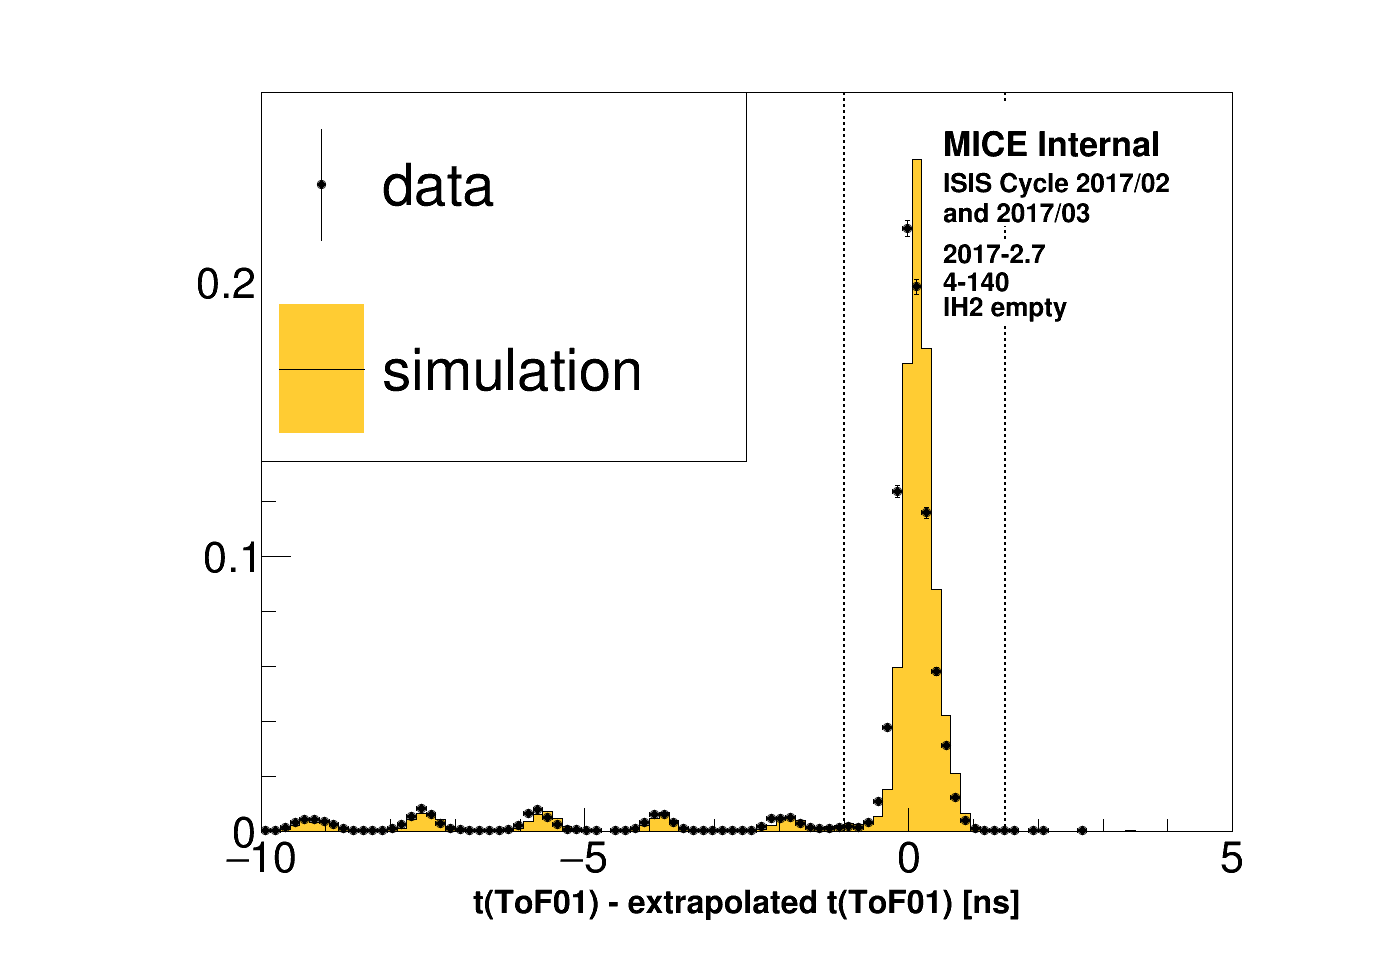 data
simulation
MICE Internal
ISIS Cycle 2017/02
and 2017/03
2017-2.7
4-140
IH2 empty
0.2
0.1
0
−10
−5
0
5
t(ToF01) - extrapolated t(ToF01) [ns]